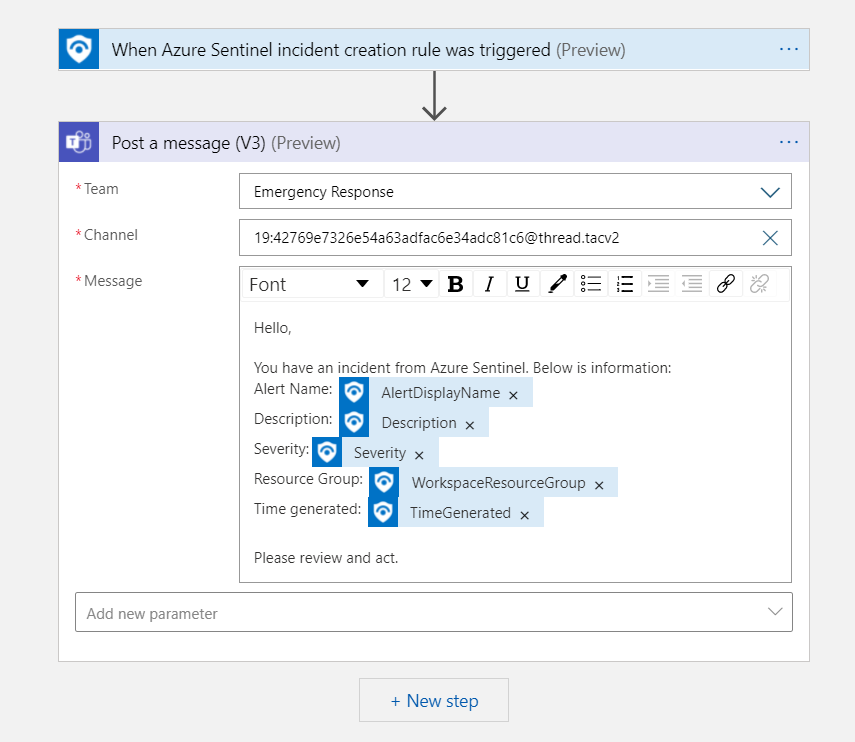 When Azure Sentinel incident creation rule was triggered (Preview)
Post a message (V3) (Preview)
* Team
Emergency Response
* Channel
19:42769e7326e54a63adfac6e34adc81c6@thread.tacv2
* Message
Font 12 B I U
Hello,
You have an incident from Azure Sentinel. Below is information:
Alert Name: AlertDisplayName ×
Description: Description ×
Severity: Severity ×
Resource Group: WorkspaceResourceGroup ×
Time generated: TimeGenerated ×
Please review and act.
Add new parameter
+ New step